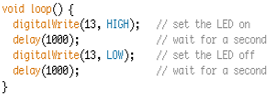 void loop() {
  digitalWrite(13, HIGH);   // set the LED on
  delay(1000);              // wait for a second
  digitalWrite(13, LOW);    // set the LED off
  delay(1000);              // wait for a second
}